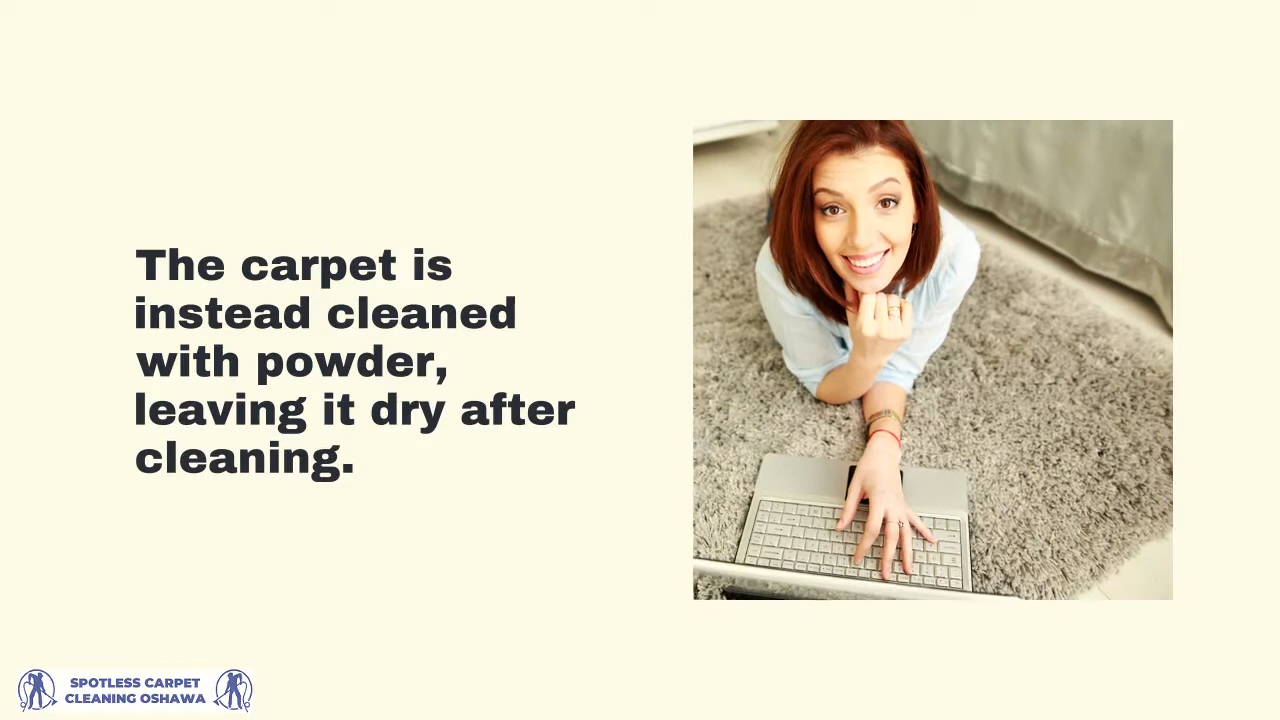 The carpet is
instead cleaned
with powder,
leaving it dry after
cleaning.
SPOTLESS CARPET
CLEANING OSHAWA